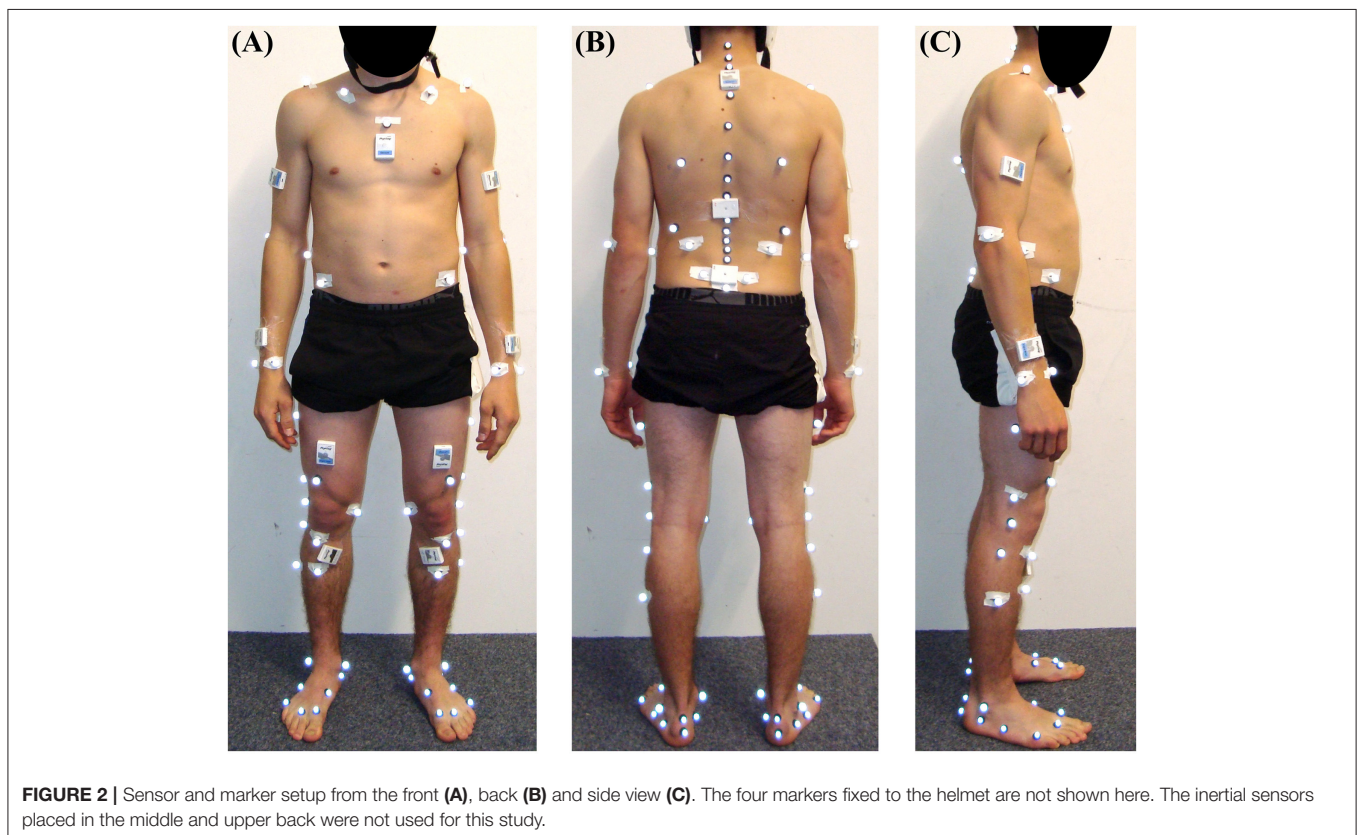 (A)
(B)
(C)
FIGURE 2 | Sensor and marker setup from the front (A), back (B) and side view (C). The four markers fixed to the helmet are not shown here. The inertial sensors
placed in the middle and upper back were not used for this study.